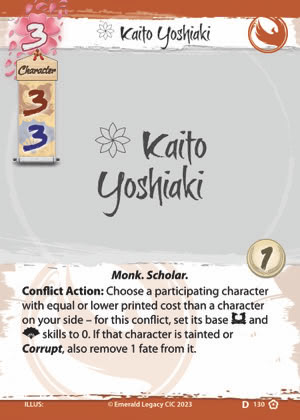 3 Kaito Yoshiaki
Character
3
3
Kaito
Yoshiaki
1
Monk. Scholar.
Conflict Action: Choose a participating character
with equal or lower printed cost than a character
on your side – for this conflict, set its base and
skills to 0. If that character is tainted or
Corrupt, also remove 1 fate from it.
ILLUS: © Emerald Legacy CIC 2023 D 130